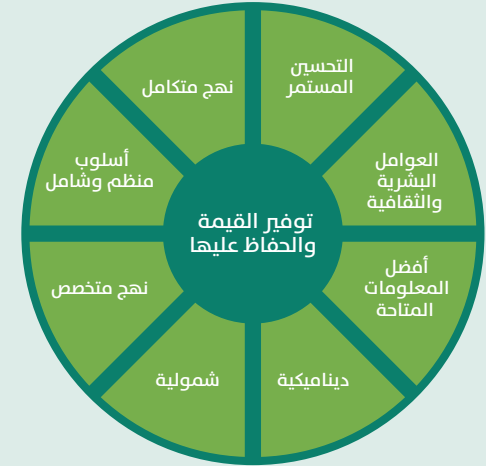 التحسين
المستمر
نهج متكامل
العوامل
البشرية
والثقافية
أسلوب
منظم وشامل
توفير القيمة
والحفاظ عليها
أفضل
المعلومات
المتاحة
نهج متخصص
ديناميكية
شمولية